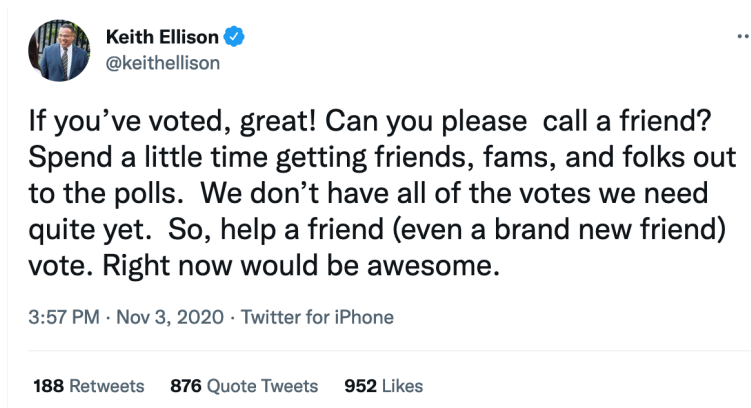 Keith Ellison
@keithellison
If you’ve voted, great! Can you please  call a friend?
Spend a little time getting friends, fams, and folks out
to the polls.  We don’t have all of the votes we need
quite yet.  So, help a friend (even a brand new friend)
vote. Right now would be awesome.
3:57 PM · Nov 3, 2020 · Twitter for iPhone
188 Retweets 876 Quote Tweets 952 Likes